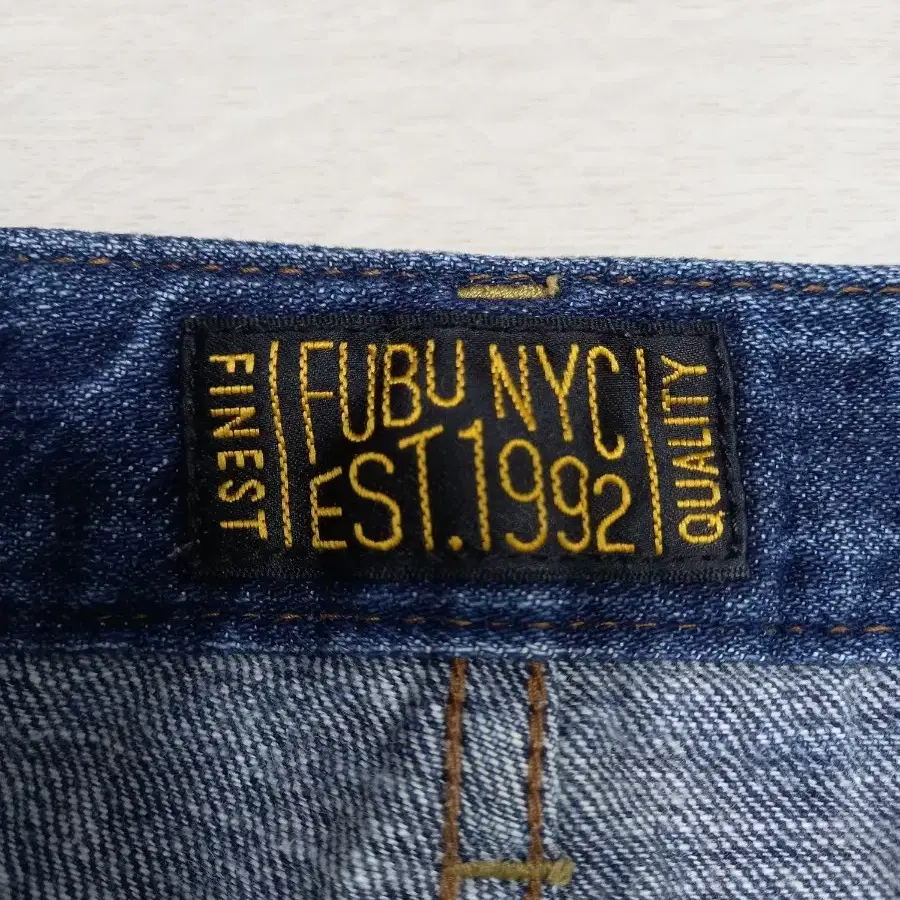 FINEST
FUBU NYC
EST.1992
QUALITY